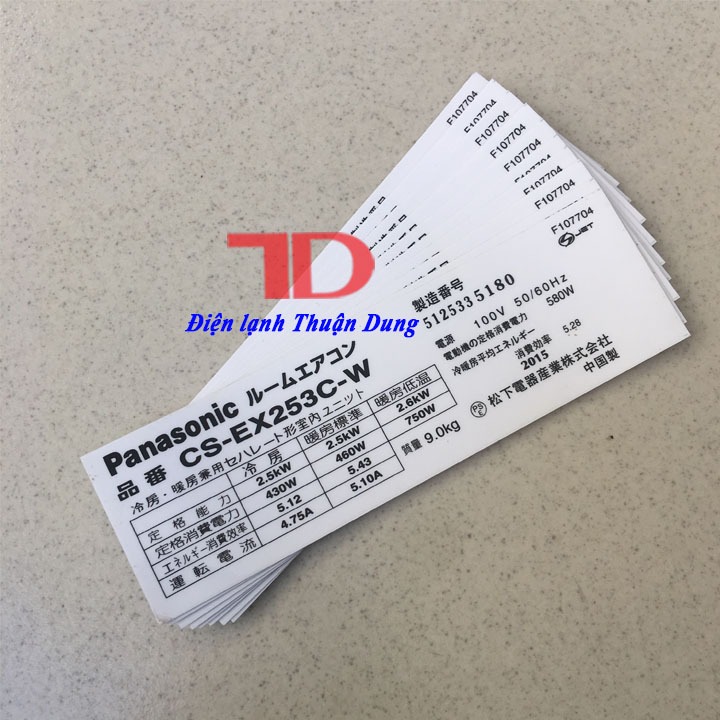 TD
Điện lạnh Thuận Dung
Panasonic ルームエアコン
品番 CS-EX253C-W
冷房・暖房兼用セパレート形室内ユニット
冷房 暖房標準 暖房低温
定格能力 2.5kW 2.5kW 2.6kW
定格消費電力 430W 460W 750W
エネルギー消費効率 5.12 5.43
運転電流 4.75A 5.10A
質量 9.0kg
製造番号
5125335180
電源 100V 50/60Hz
電動機の定格消費電力 580W
冷暖房平均エネルギー
消費効率 5.28
2015
PS E 松下電器産業株式会社
中国製
JET
F107704
F107704
F107704
F107704
F107704
F107704
F107704